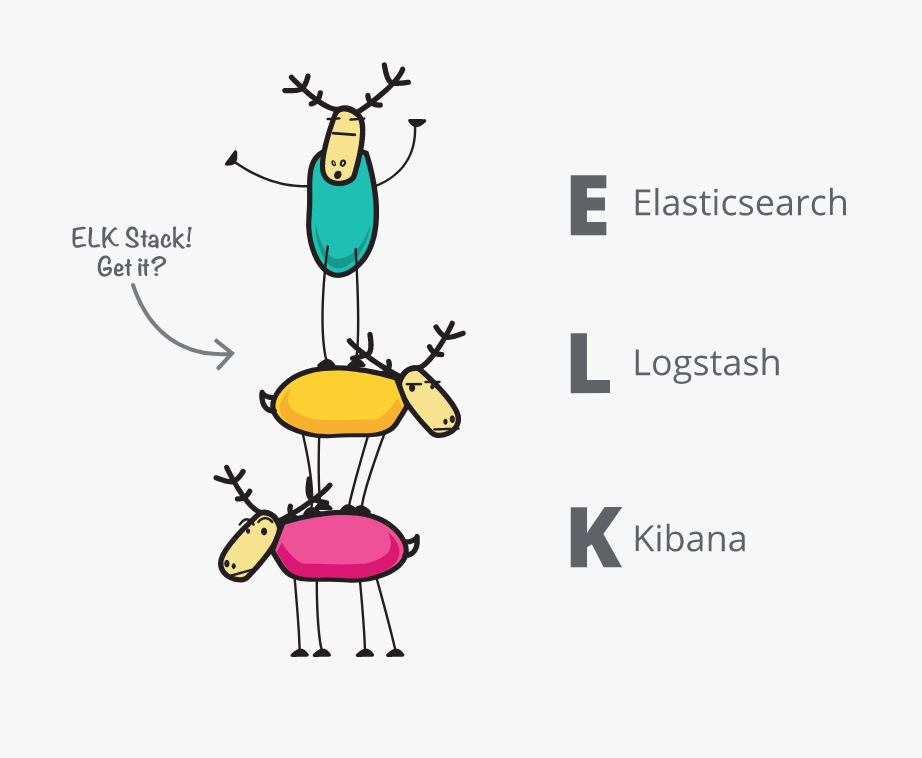 ELK Stack!
Get it?
E Elasticsearch
L Logstash
K Kibana